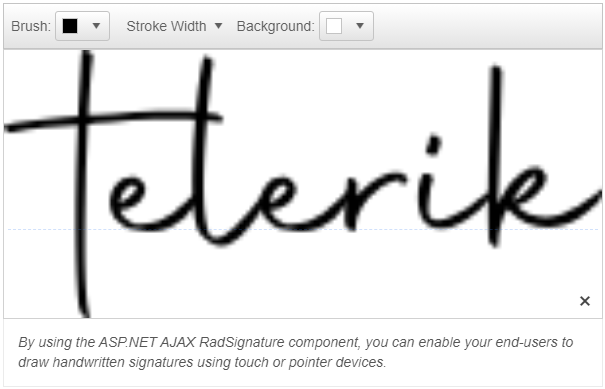 Brush: Stroke Width Background:
Telerik
By using the ASP.NET AJAX RadSignature component, you can enable your end-users to
draw handwritten signatures using touch or pointer devices.